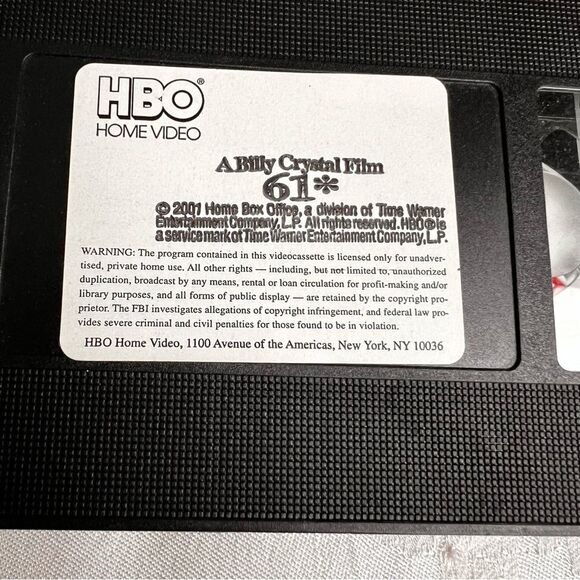 HBO®
HOME VIDEO
A Billy Crystal Film
61*
© 2001 Home Box Office, a division of Time Warner
Entertainment Company, L.P. All rights reserved. HBO® is
a service mark of Time Warner Entertainment Company, L.P.
WARNING: The program contained in this videocassette is licensed only for unadver-
tised, private home use. All other rights — including, but not limited to, unauthorized
duplication, broadcast by any means, rental or loan circulation for profit-making and/or
library purposes, and all forms of public display — are retained by the copyright pro-
prietor. The FBI investigates allegations of copyright infringement, and federal law pro-
vides severe criminal and civil penalties for those found to be in violation.
HBO Home Video, 1100 Avenue of the Americas, New York, NY 10036